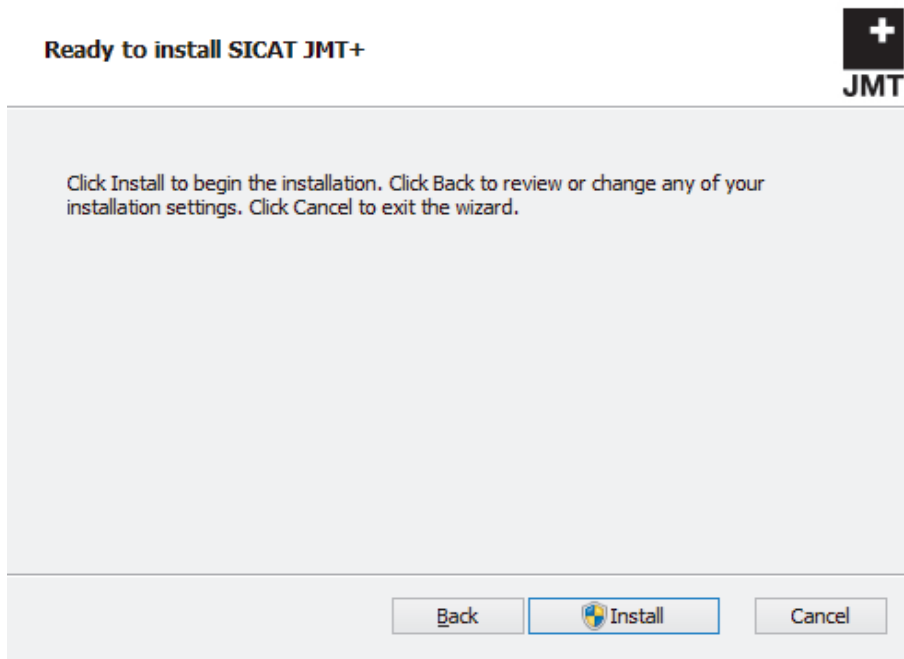 Ready to install SICAT JMT+
+
JMT
Click Install to begin the installation. Click Back to review or change any of your
installation settings. Click Cancel to exit the wizard.
Back
Install
Cancel